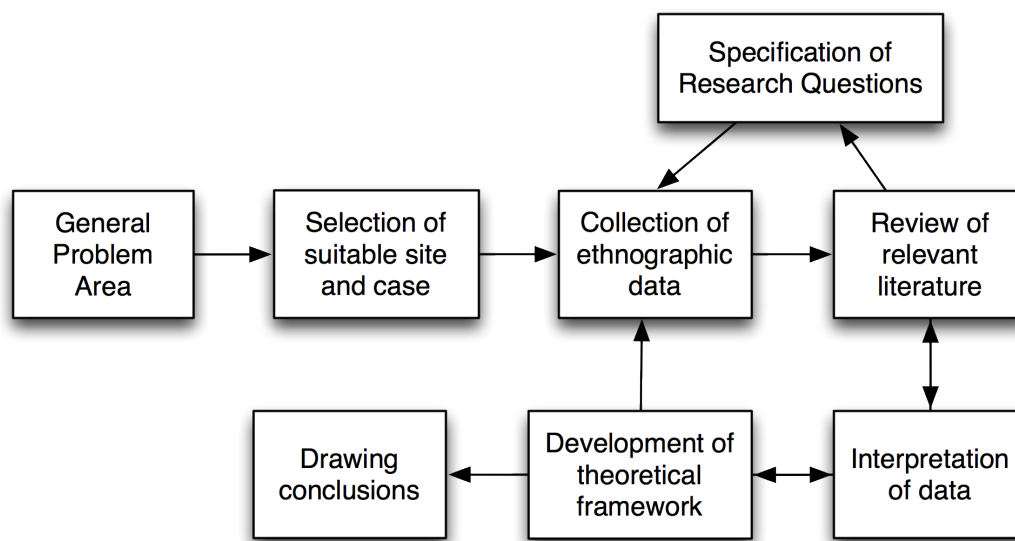 Specification of
Research Questions
General
Problem
Area
Selection of
suitable site
and case
Collection of
ethnographic
data
Review of
relevant
literature
Drawing
conclusions
Development of
theoretical
framework
Interpretation
of data